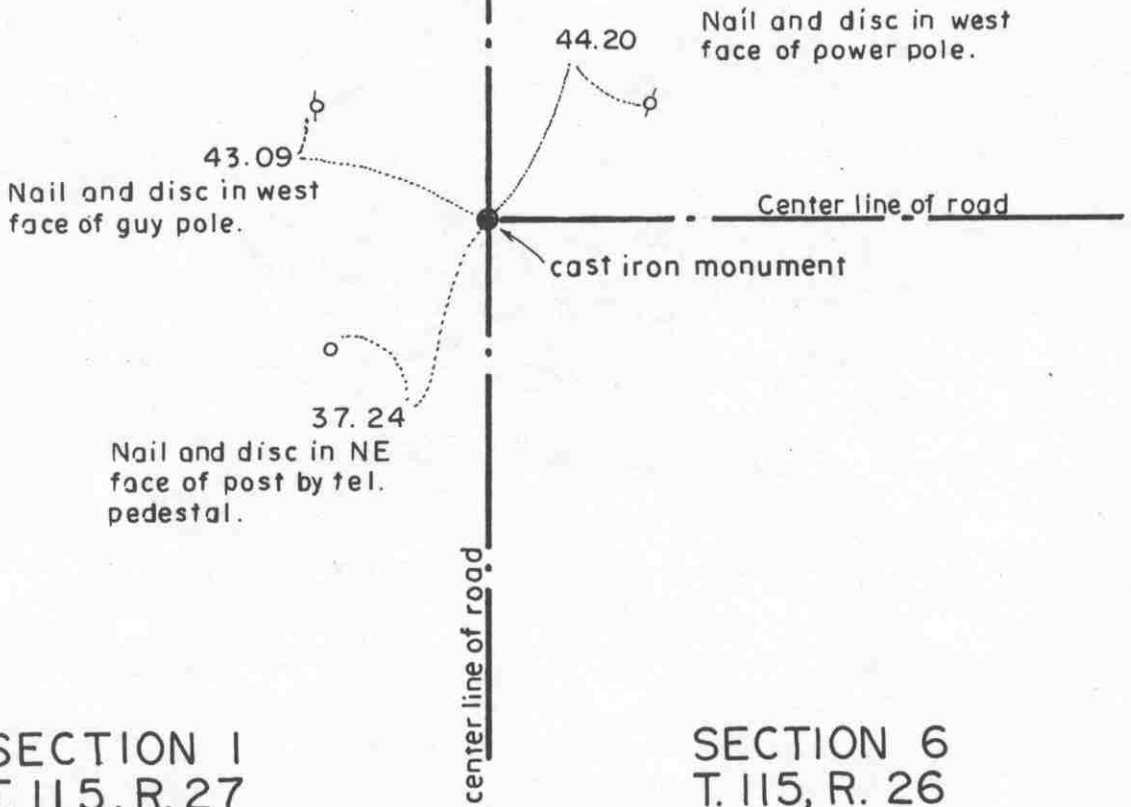 44.20
Nail and disc in west
face of power pole.
43.09
Nail and disc in west
face of guy pole.
Center line of road
cast iron monument
37.24
Nail and disc in NE
face of post by tel.
pedestal.
center line of road
SECTION 1
T. 115, R. 27
SECTION 6
T. 115, R. 26